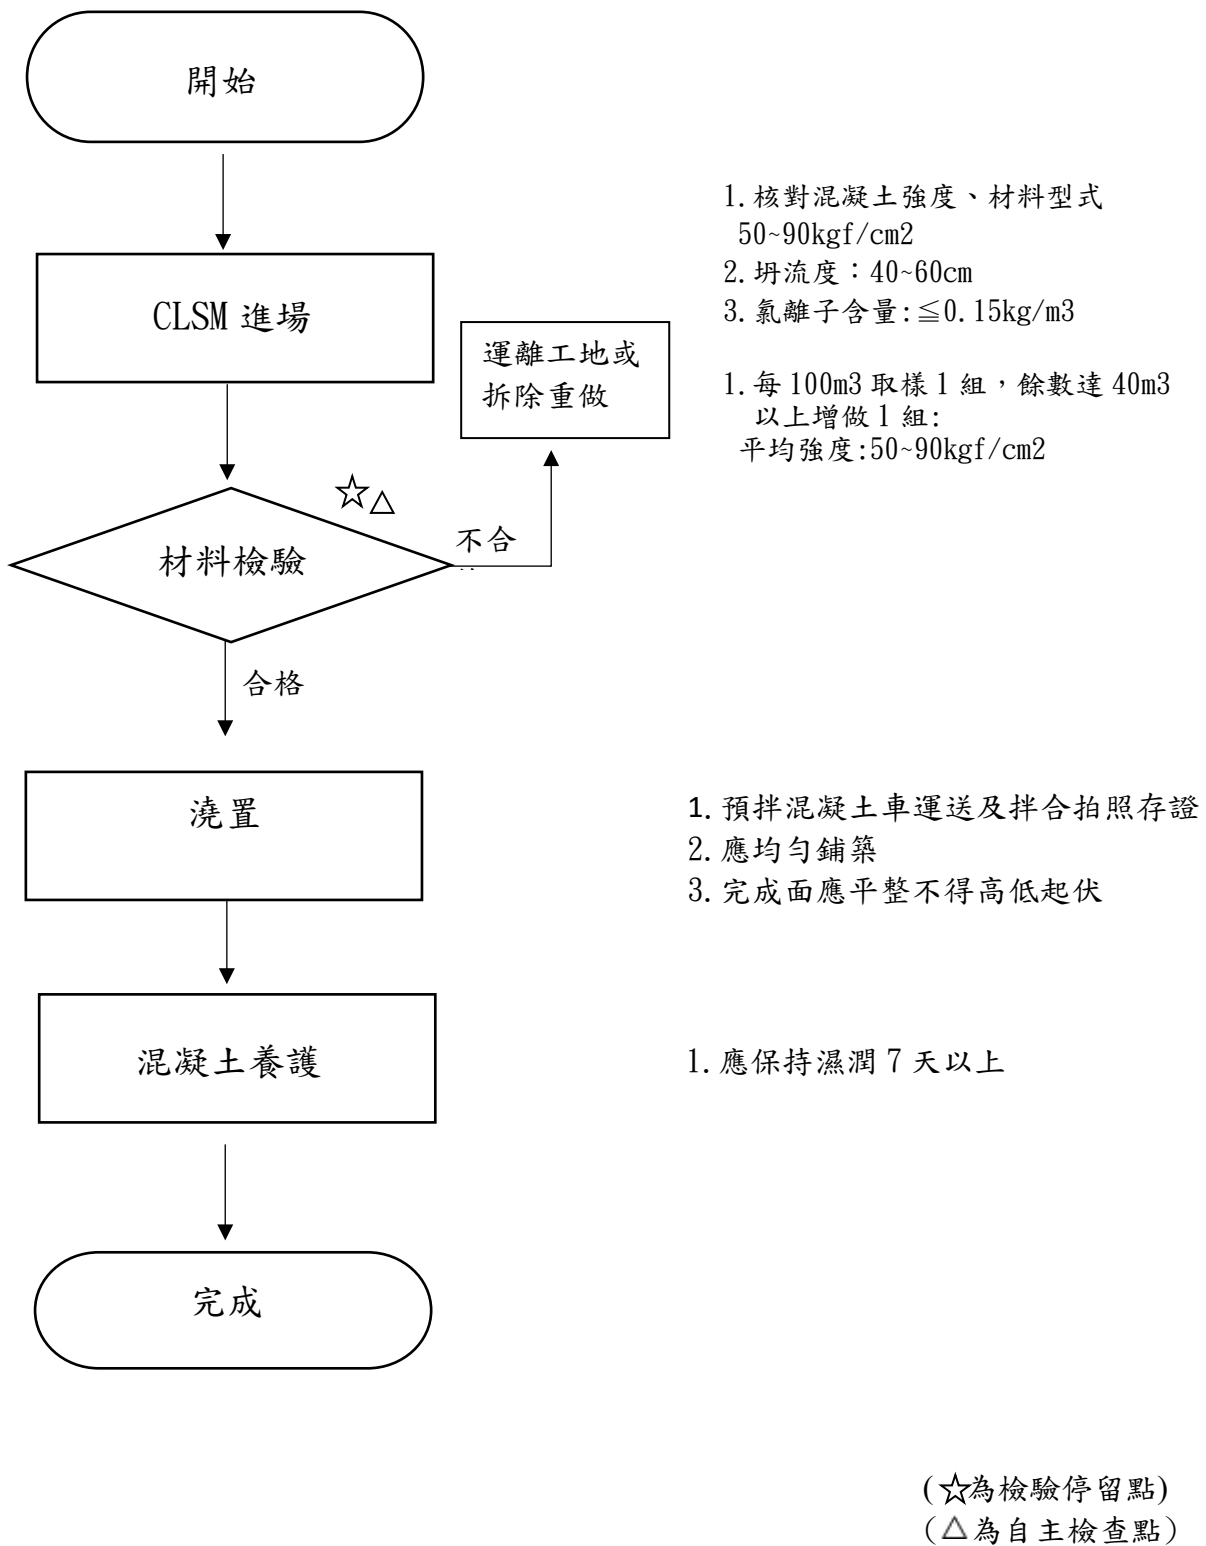 開始
1.核對混凝土強度、材料型式
50~90kgf/cm2
2.坍流度：40~60cm
3.氯離子含量:≦0.15kg/m3
CLSM 進場
運離工地或
拆除重做
1.每 100m3 取樣 1 組，餘數達 40m3
以上增做 1 組:
平均強度:50~90kgf/cm2
☆△
不合
材料檢驗
合格
澆置
1.預拌混凝土車運送及拌合拍照存證
2.應均勻鋪築
3.完成面應平整不得高低起伏
混凝土養護
1.應保持濕潤 7 天以上
完成
(☆為檢驗停留點)
(△為自主檢查點)